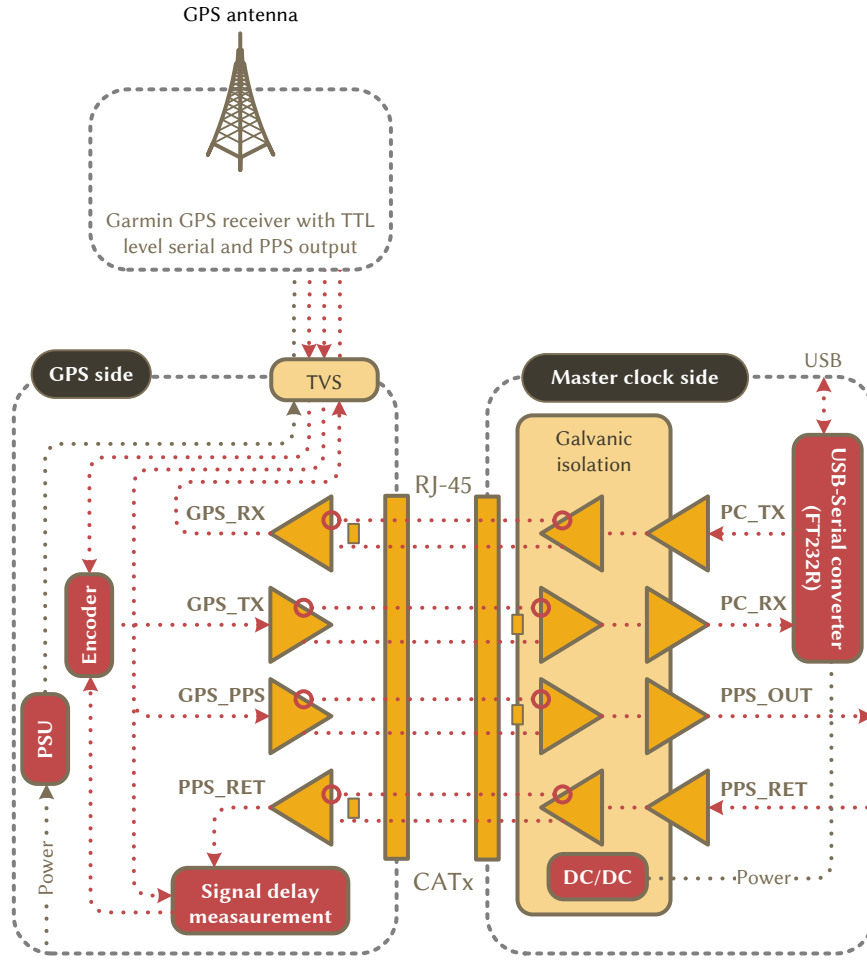 GPS antenna
Garmin GPS receiver with TTL
level serial and PPS output
GPS side
TVS
Master clock side
USB
Galvanic
isolation
RJ-45
USB-Serial converter
(FT232R)
GPS_RX
PC_TX
Encoder
GPS_TX
PC_RX
PSU
GPS_PPS
PPS_OUT
PPS_RET
PPS_RET
Power
Signal delay
measaurement
CATx
DC/DC
Power